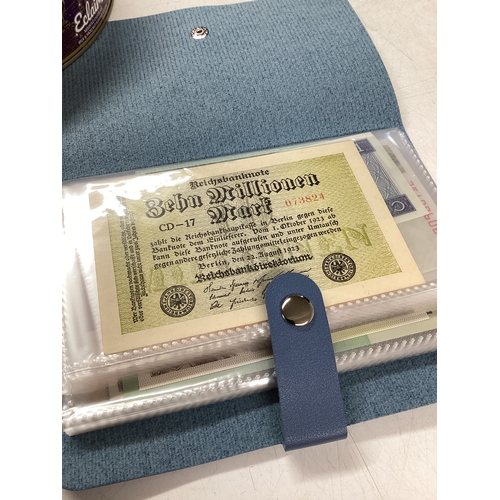 Eclair
Reichsbanknote
Zehn Millionen
Mark
CD-17
073824
zahlt die Reichsbankhauptkasse in Berlin gegen diese
Banknote dem Einlieferer. Vom 1. Oktober 1923 ab
kann diese Banknote aufgerufen und unter Umtausch
gegen andere gesetzliche Zahlungsmittel eingezogen werden
Berlin, den 22. August 1923
Reichsbankdirektorium